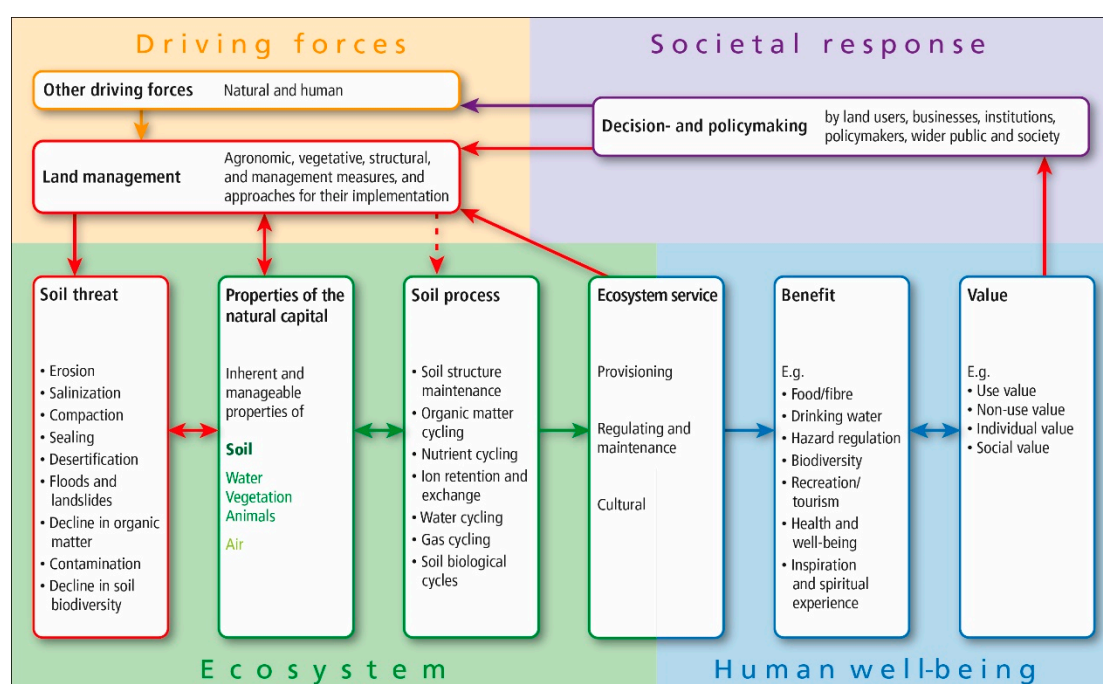 Driving forces
Societal response
Other driving forces
Natural and human
Decision- and policymaking
by land users, businesses, institutions,
policymakers, wider public and society
Land management
Agronomic, vegetative, structural,
and management measures, and
approaches for their implementation
Soil threat
• Erosion
• Salinization
• Compaction
• Sealing
• Desertification
• Floods and
landslides
• Decline in organic
matter
• Contamination
• Decline in soil
biodiversity
Properties of the
natural capital
Inherent and
manageable
properties of
Soil
Water
Vegetation
Animals
Air
Soil process
• Soil structure
maintenance
• Organic matter
cycling
• Nutrient cycling
• Ion retention and
exchange
• Water cycling
• Gas cycling
• Soil biological
cycles
Ecosystem service
Provisioning
Regulating and
maintenance
Cultural
Benefit
E.g.
• Food/fibre
• Drinking water
• Hazard regulation
• Biodiversity
• Recreation/
tourism
• Health and
well-being
• Inspiration
and spiritual
experience
Value
E.g.
• Use value
• Non-use value
• Individual value
• Social value
Ecosystem
Human well-being